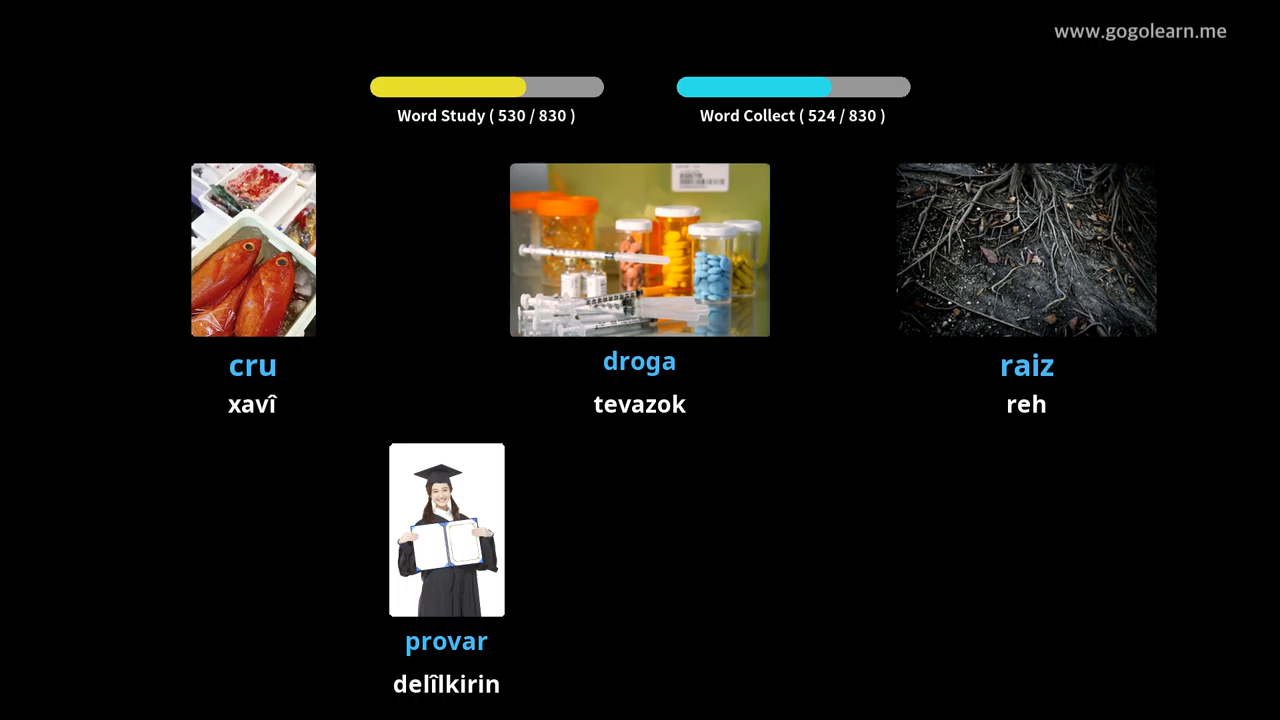 www.gogolearn.me
Word Study ( 530 / 830 )
Word Collect ( 524 / 830 )
cru
xavî
droga
tevazok
raiz
reh
provar
delîlkirin